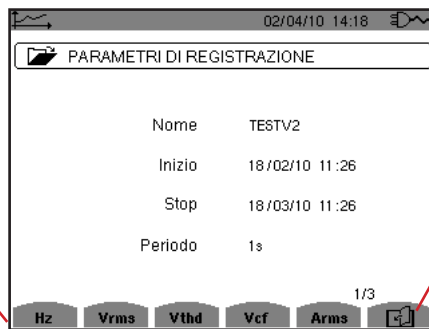 02/04/10 14:18
PARAMETRI DI REGISTRAZIONE
Nome TESTV2
Inizio 18/02/10 11:26
Stop 18/03/10 11:26
Periodo 1s
1/3
Hz Vrms Vthd Vcf Arms